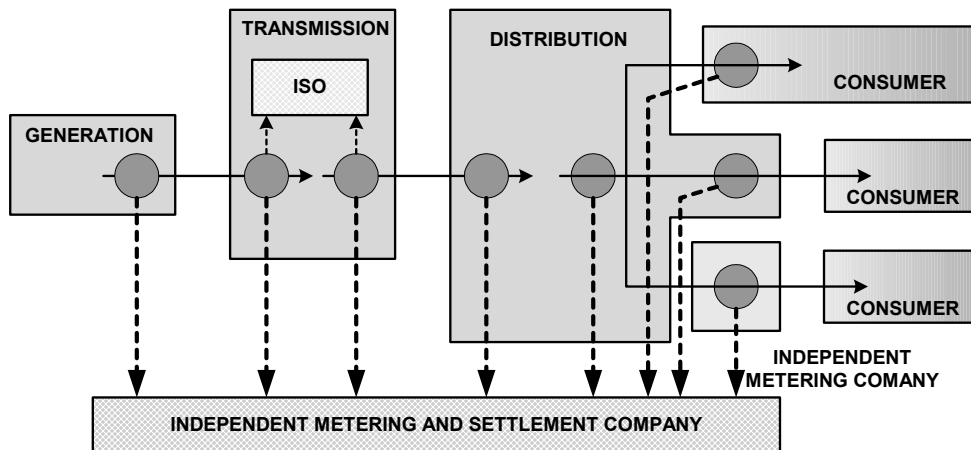 TRANSMISSION
DISTRIBUTION
ISO
CONSUMER
GENERATION
CONSUMER
CONSUMER
INDEPENDENT
METERING COMANY
INDEPENDENT METERING AND SETTLEMENT COMPANY